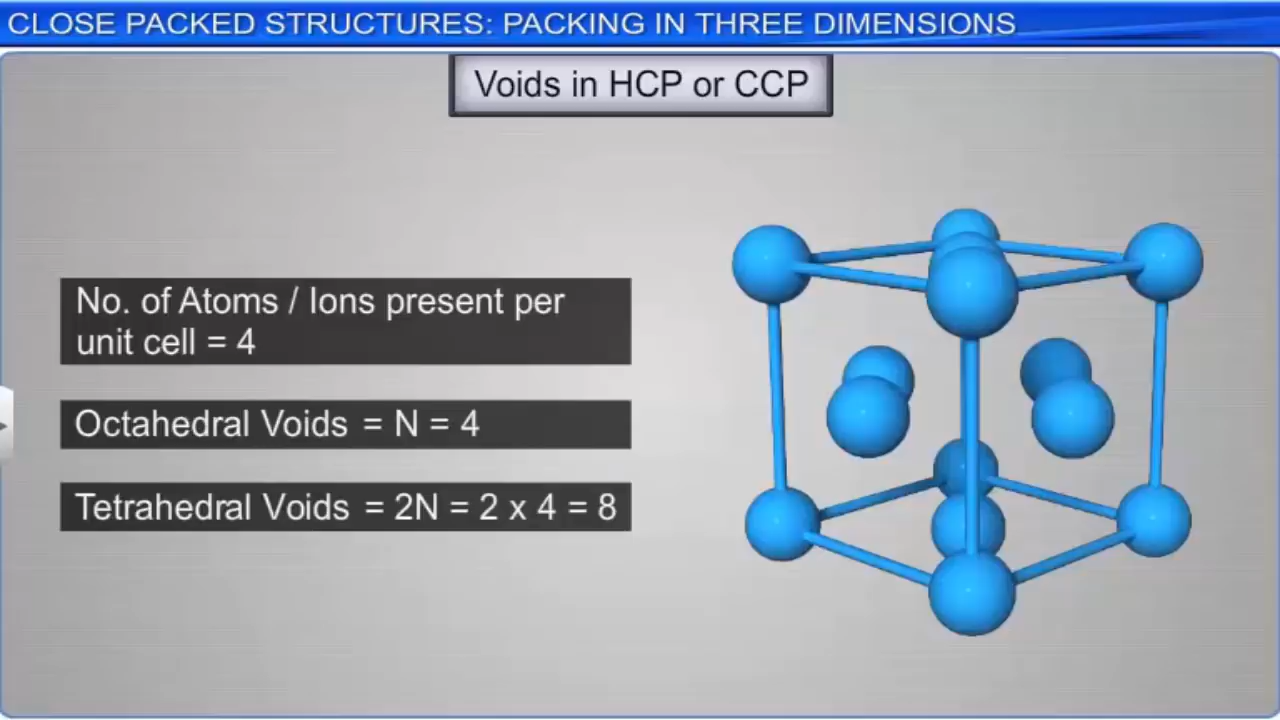 CLOSE PACKED STRUCTURES: PACKING IN THREE DIMENSIONS
Voids in HCP or CCP
No. of Atoms / Ions present per
unit cell = 4
Octahedral Voids = N = 4
Tetrahedral Voids = 2N = 2 x 4 = 8